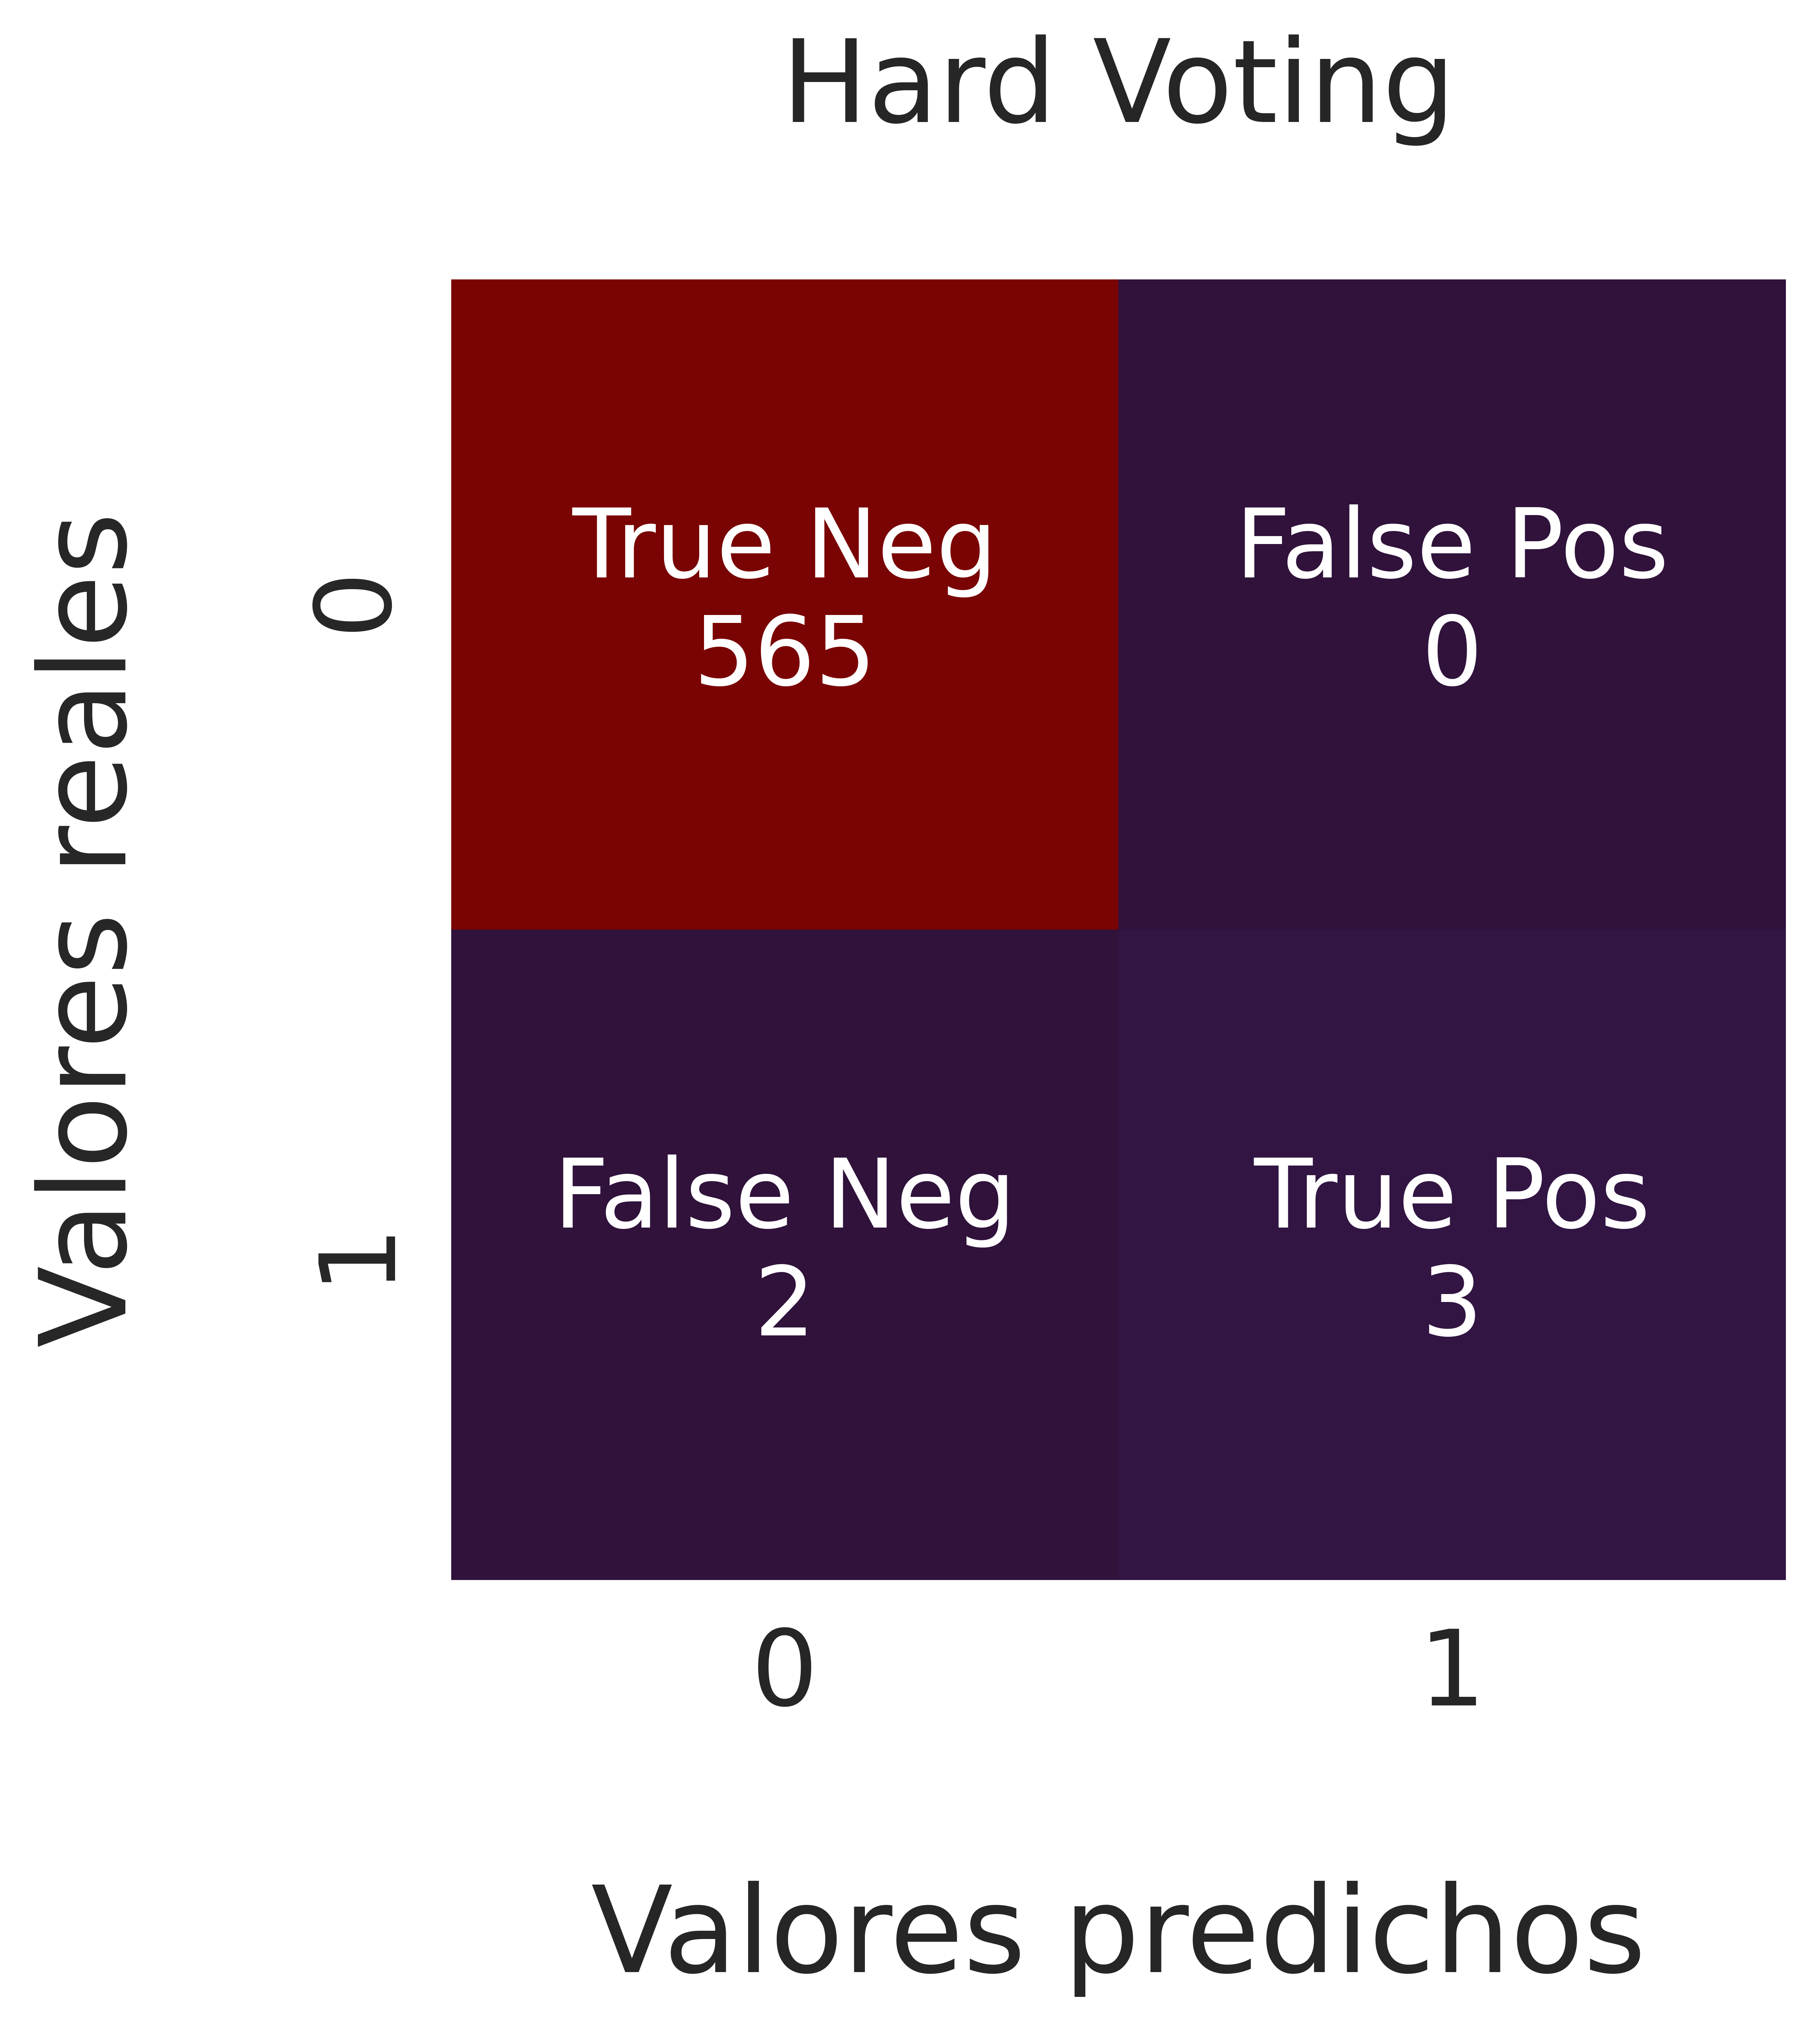 Hard Voting
Valores reales
0
True Neg
565
False Pos
0
1
False Neg
2
True Pos
3
0
1
Valores predichos